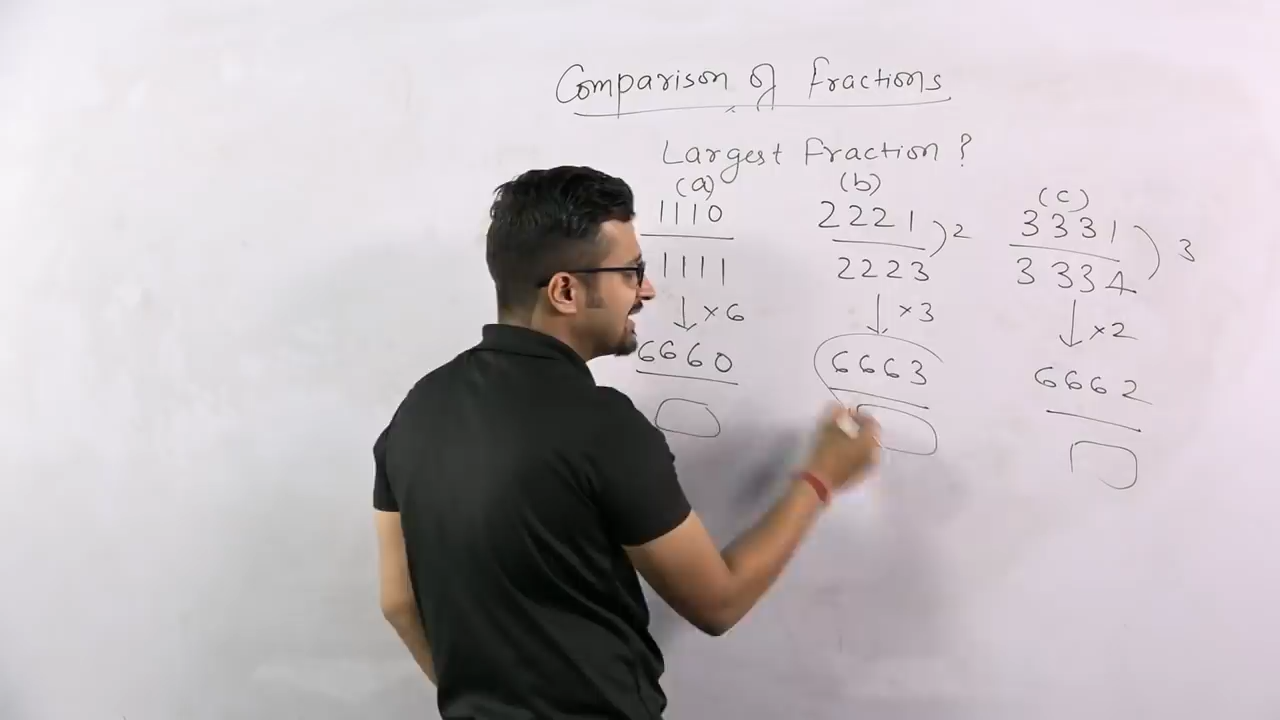 Comparison of Fractions
Largest Fraction ?
(a) (b) (c)
1110 2221 3331
1111 2223 ) 2 3334 ) 3
↓ ×6 ↓ ×3 ↓ ×2
6660 6663 6662